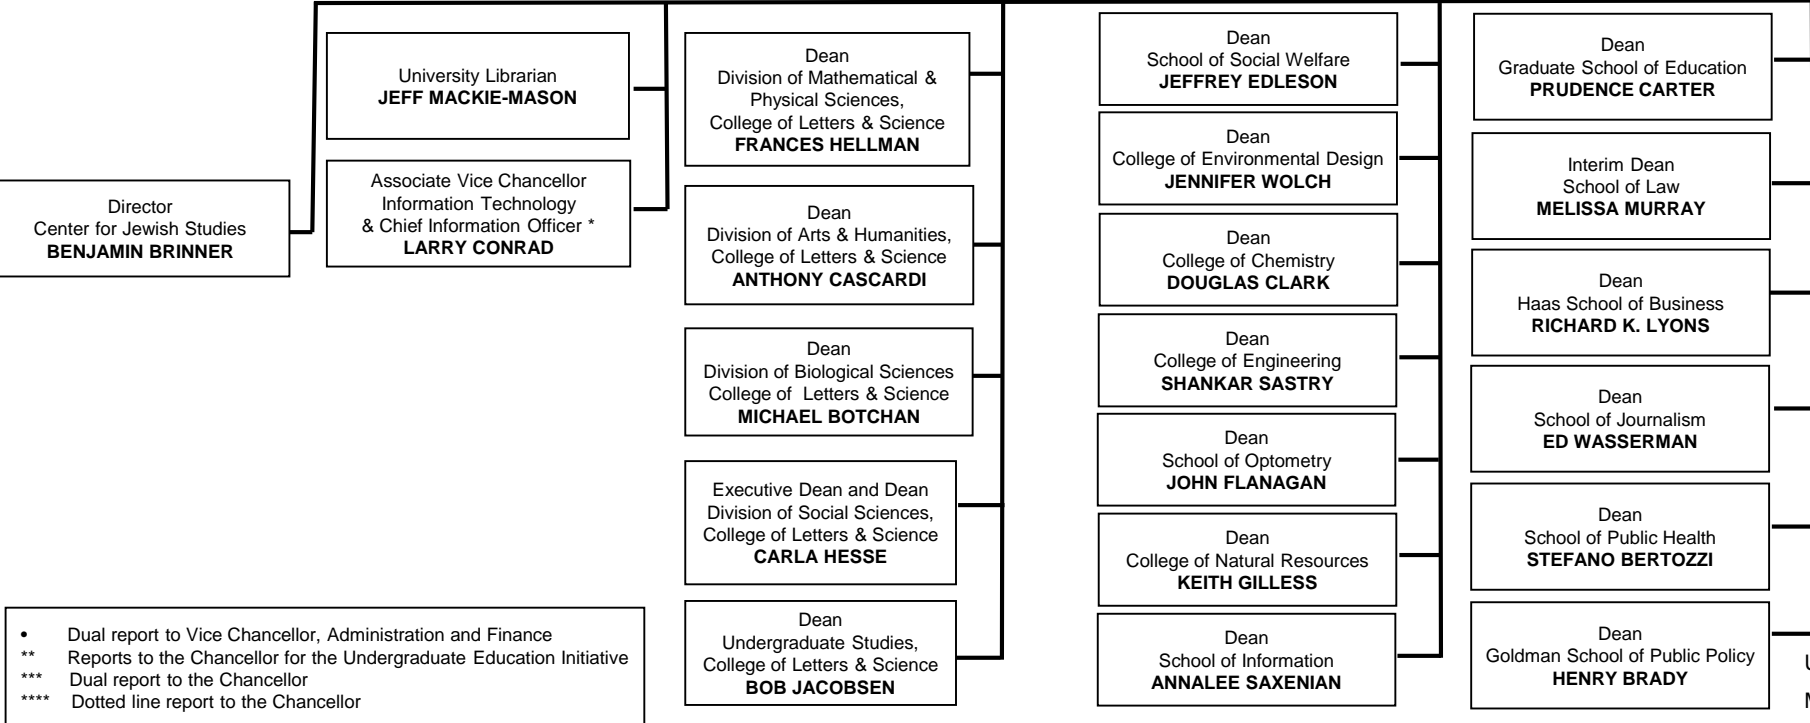 Director
Center for Jewish Studies
BENJAMIN BRINNER
University Librarian
JEFF MACKIE-MASON
Associate Vice Chancellor
Information Technology
& Chief Information Officer *
LARRY CONRAD
Dean
Division of Mathematical &
Physical Sciences,
College of Letters & Science
FRANCES HELLMAN
Dean
Division of Arts & Humanities,
College of Letters & Science
ANTHONY CASCARDI
Dean
Division of Biological Sciences
College of Letters & Science
MICHAEL BOTCHAN
Executive Dean and Dean
Division of Social Sciences,
College of Letters & Science
CARLA HESSE
Dean
Undergraduate Studies,
College of Letters & Science
BOB JACOBSEN
Dean
School of Social Welfare
JEFFREY EDLESON
Dean
College of Environmental Design
JENNIFER WOLCH
Dean
College of Chemistry
DOUGLAS CLARK
Dean
College of Engineering
SHANKAR SASTRY
Dean
School of Optometry
JOHN FLANAGAN
Dean
College of Natural Resources
KEITH GILLESS
Dean
School of Information
ANNALEE SAXENIAN
Dean
Graduate School of Education
PRUDENCE CARTER
Interim Dean
School of Law
MELISSA MURRAY
Dean
Haas School of Business
RICHARD K. LYONS
Dean
School of Journalism
ED WASSERMAN
Dean
School of Public Health
STEFANO BERTOZZI
Dean
Goldman School of Public Policy
HENRY BRADY
• Dual report to Vice Chancellor, Administration and Finance
** Reports to the Chancellor for the Undergraduate Education Initiative
*** Dual report to the Chancellor
**** Dotted line report to the Chancellor